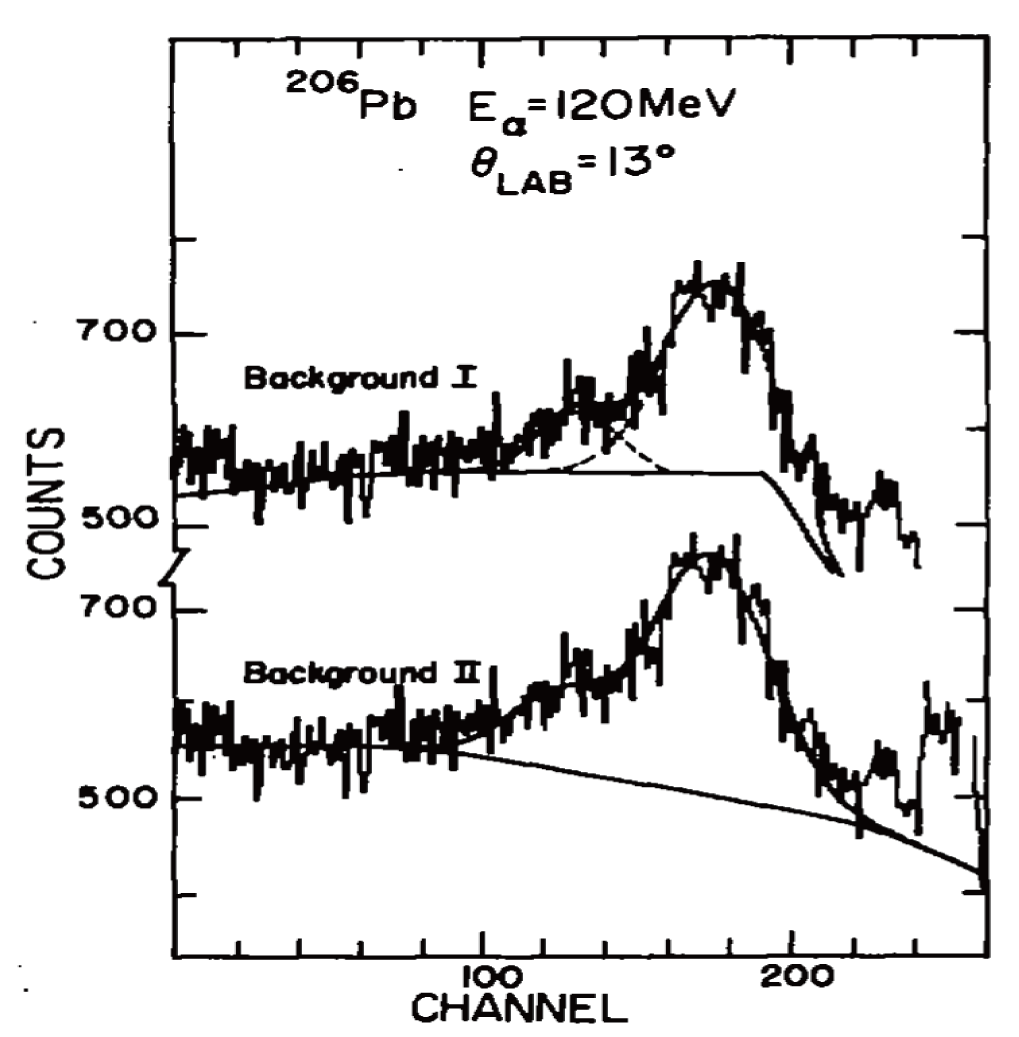 ²⁰⁶Pb Eα=120MeV
θLAB=13°
700
Background I
500
COUNTS
700
Background II
500
100 200
CHANNEL